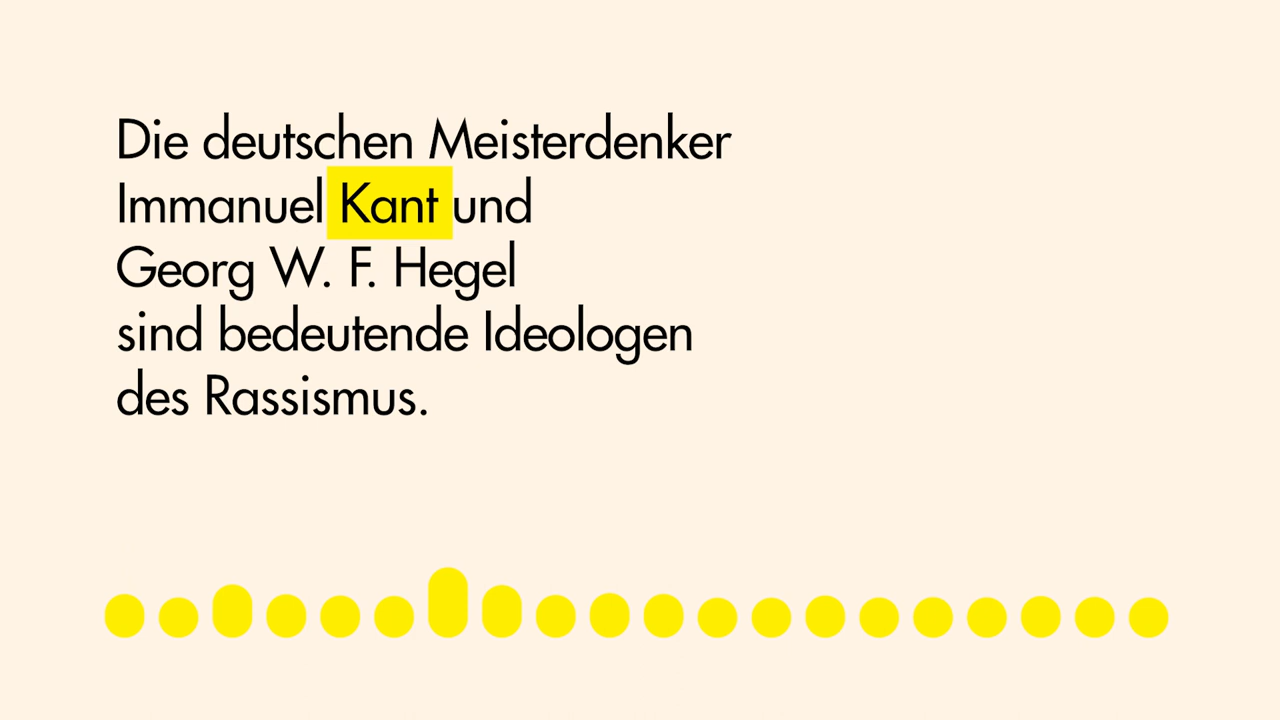 Die deutschen Meisterdenker
Immanuel Kant und
Georg W. F. Hegel
sind bedeutende Ideologen
des Rassismus.